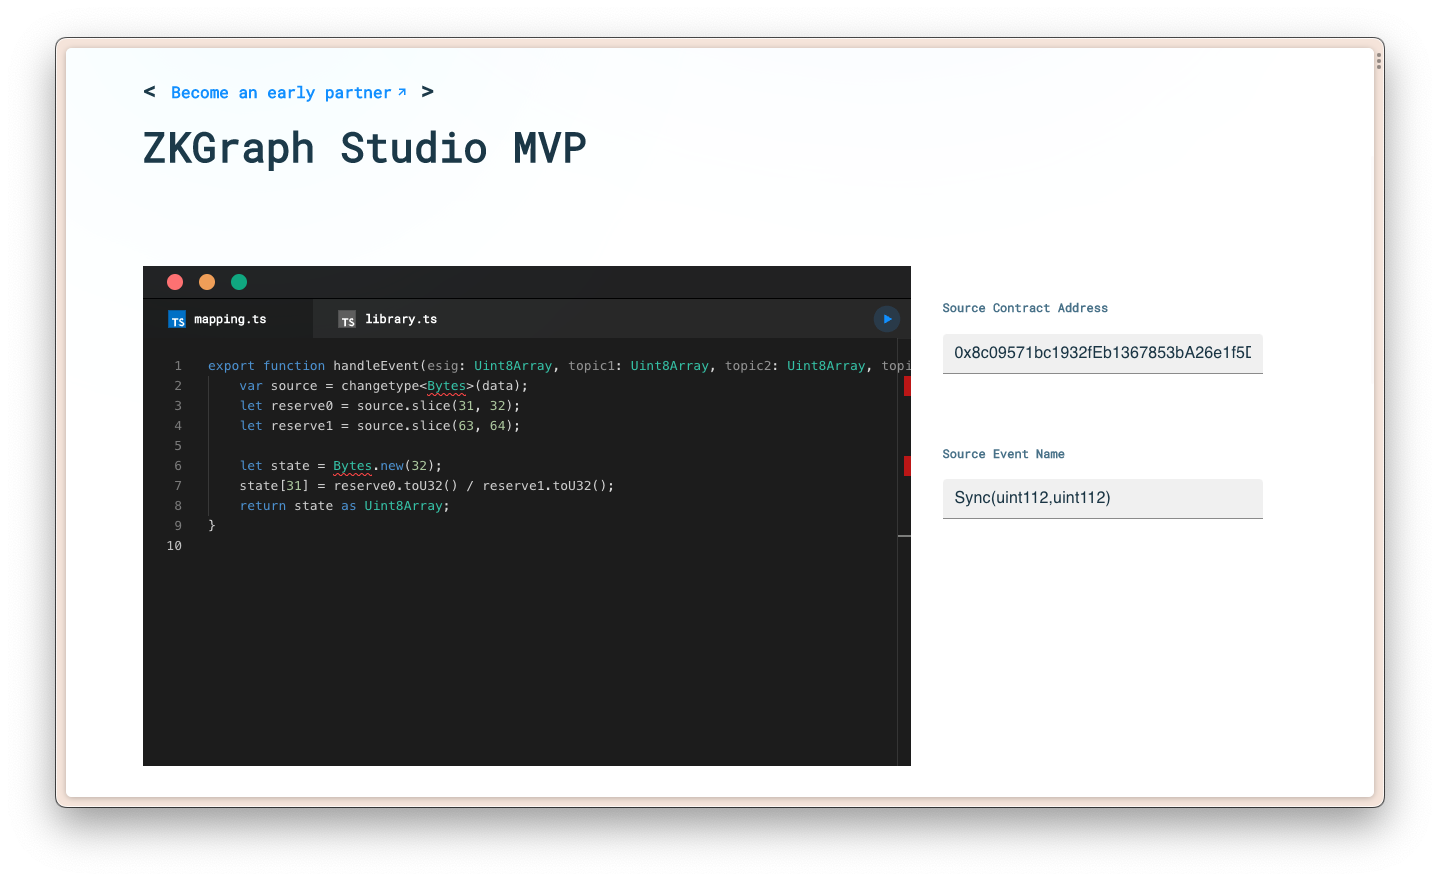 < Become an early partner ↗ >
ZKGraph Studio MVP
TS mapping.ts
TS library.ts
1 export function handleEvent(esig: Uint8Array, topic1: Uint8Array, topic2: Uint8Array, topi
2 var source = changetype<Bytes>(data);
3 let reserve0 = source.slice(31, 32);
4 let reserve1 = source.slice(63, 64);
5
6 let state = Bytes.new(32);
7 state[31] = reserve0.toU32() / reserve1.toU32();
8 return state as Uint8Array;
9 }
10
Source Contract Address
0x8c09571bc1932fEb1367853bA26e1f5D
Source Event Name
Sync(uint112,uint112)